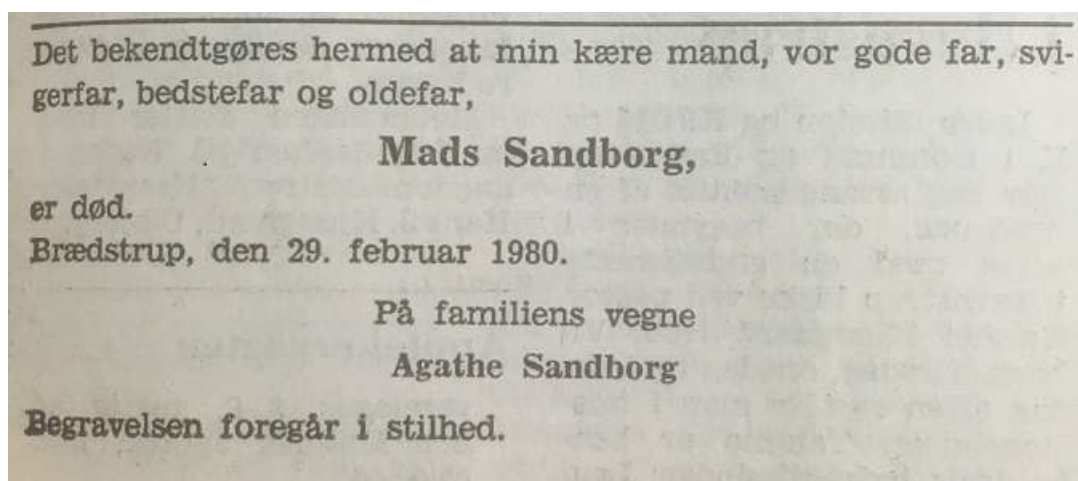 Det bekendtgøres hermed at min kære mand, vor gode far, svi-
gerfar, bedstefar og oldefar,
Mads Sandborg,
er død.
Brædstrup, den 29. februar 1980.
På familiens vegne
Agathe Sandborg
Begravelsen foregår i stilhed.